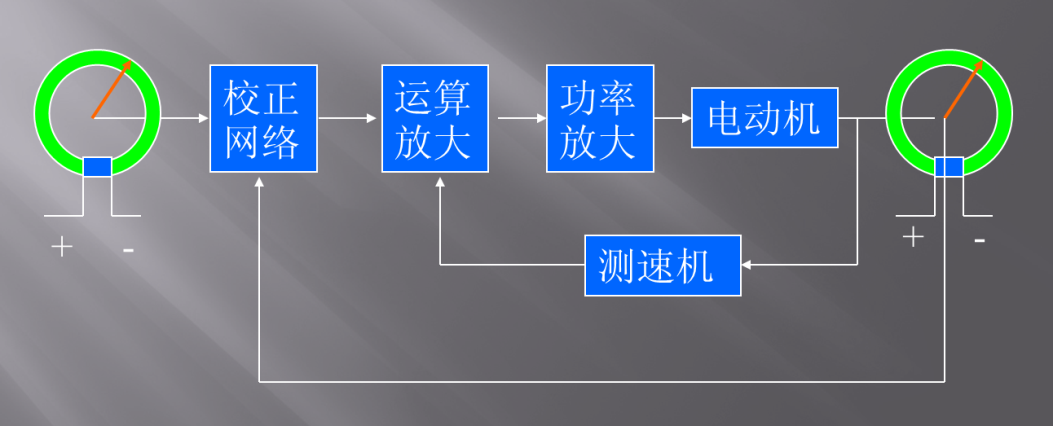 校正
网络
运算
放大
功率
放大
电动机
测速机
+ -
+ -